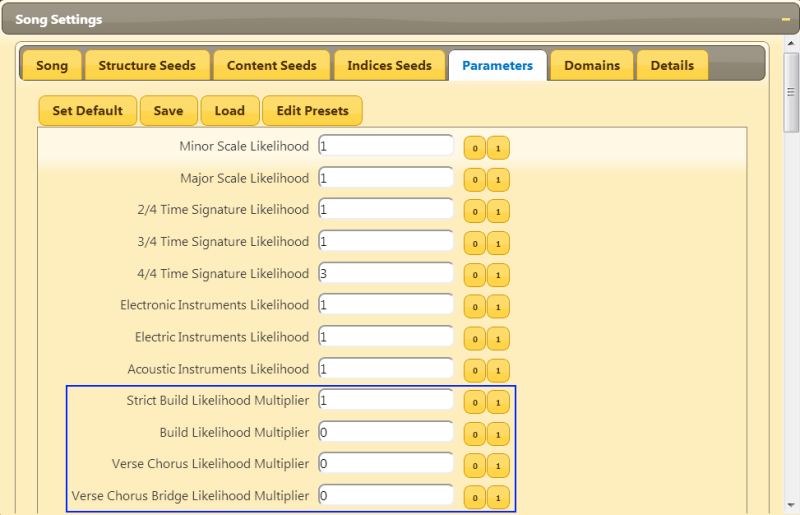 Song Settings
Song Structure Seeds Content Seeds Indices Seeds Parameters Domains Details
Set Default Save Load Edit Presets
Minor Scale Likelihood 1 0 1
Major Scale Likelihood 1 0 1
2/4 Time Signature Likelihood 1 0 1
3/4 Time Signature Likelihood 1 0 1
4/4 Time Signature Likelihood 3 0 1
Electronic Instruments Likelihood 1 0 1
Electric Instruments Likelihood 1 0 1
Acoustic Instruments Likelihood 1 0 1
Strict Build Likelihood Multiplier 1 0 1
Build Likelihood Multiplier 0 0 1
Verse Chorus Likelihood Multiplier 0 0 1
Verse Chorus Bridge Likelihood Multiplier 0 0 1